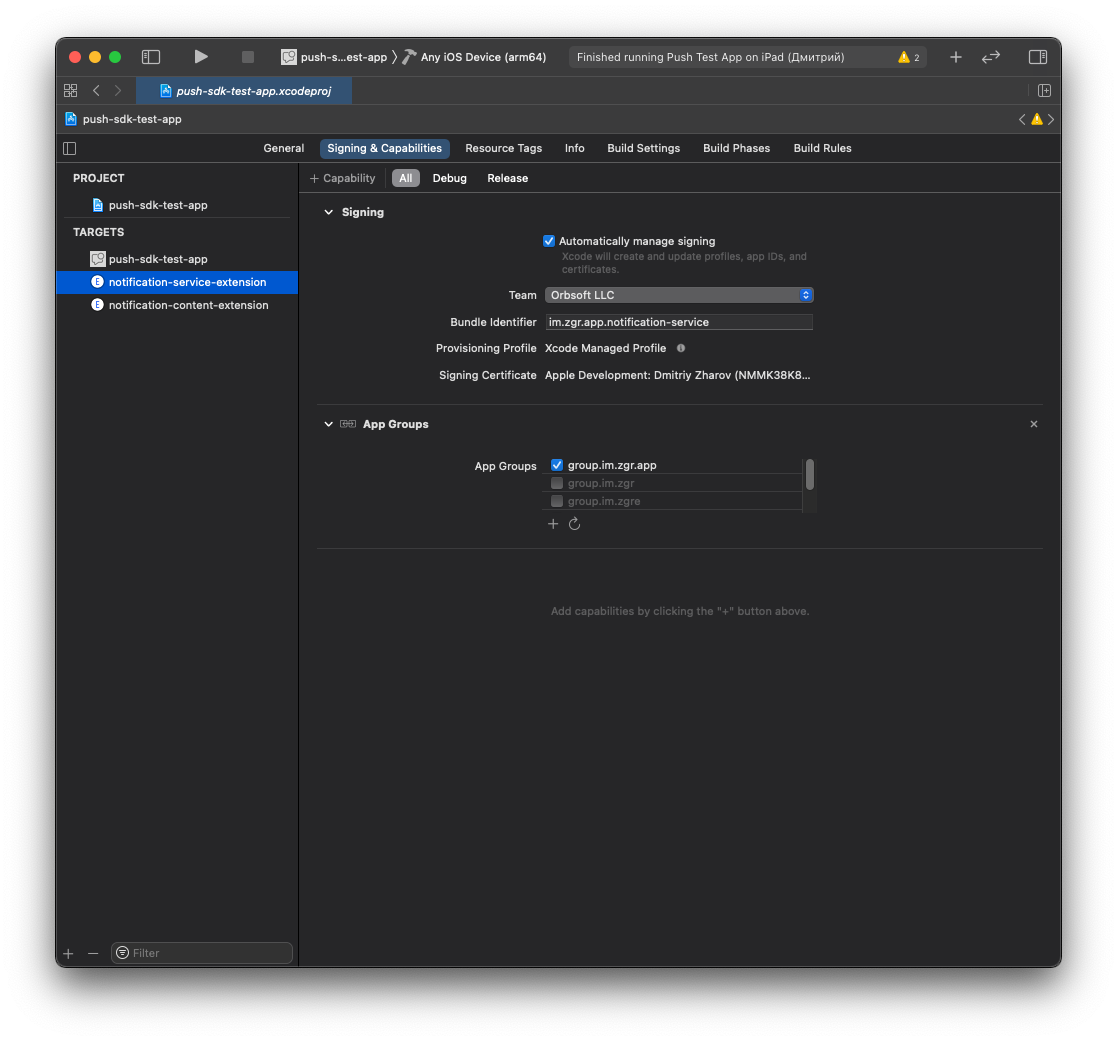 push-s...est-app
Any iOS Device (arm64)
Finished running Push Test App on iPad (Дмитрий)
2
push-sdk-test-app.xcodeproj
push-sdk-test-app
General
Signing & Capabilities
Resource Tags
Info
Build Settings
Build Phases
Build Rules
PROJECT
push-sdk-test-app
TARGETS
push-sdk-test-app
E
notification-service-extension
E
notification-content-extension
+ Capability
All
Debug
Release
Signing
Automatically manage signing
Xcode will create and update profiles, app IDs, and
certificates.
Team
Orbsoft LLC
Bundle Identifier
im.zgr.app.notification-service
Provisioning Profile
Xcode Managed Profile
Signing Certificate
Apple Development: Dmitriy Zharov (NMMK38K8...
App Groups
App Groups
group.im.zgr.app
group.im.zgr
group.im.zgre
Add capabilities by clicking the "+" button above.
Filter